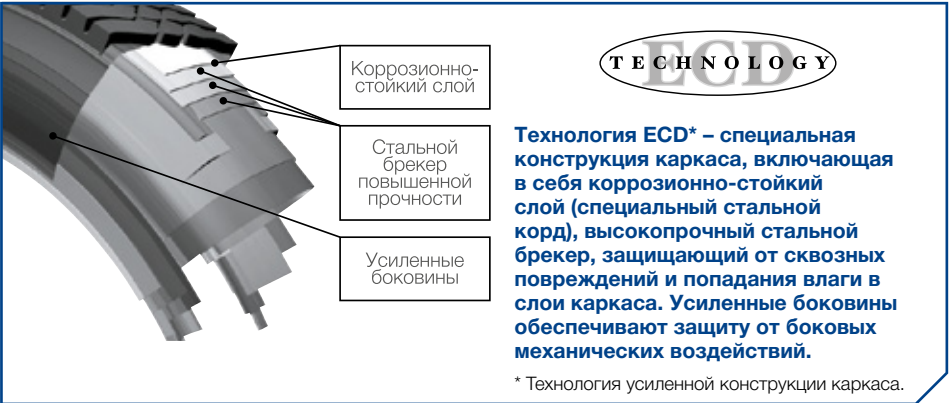 Коррозионно-
стойкий слой
Стальной
брекер
повышенной
прочности
Усиленные
боковины
ECD
TECHNOLOGY
Технология ECD* – специальная
конструкция каркаса, включающая
в себя коррозионно-стойкий
слой (специальный стальной
корд), высокопрочный стальной
брекер, защищающий от сквозных
повреждений и попадания влаги в
слои каркаса. Усиленные боковины
обеспечивают защиту от боковых
механических воздействий.
* Технология усиленной конструкции каркаса.